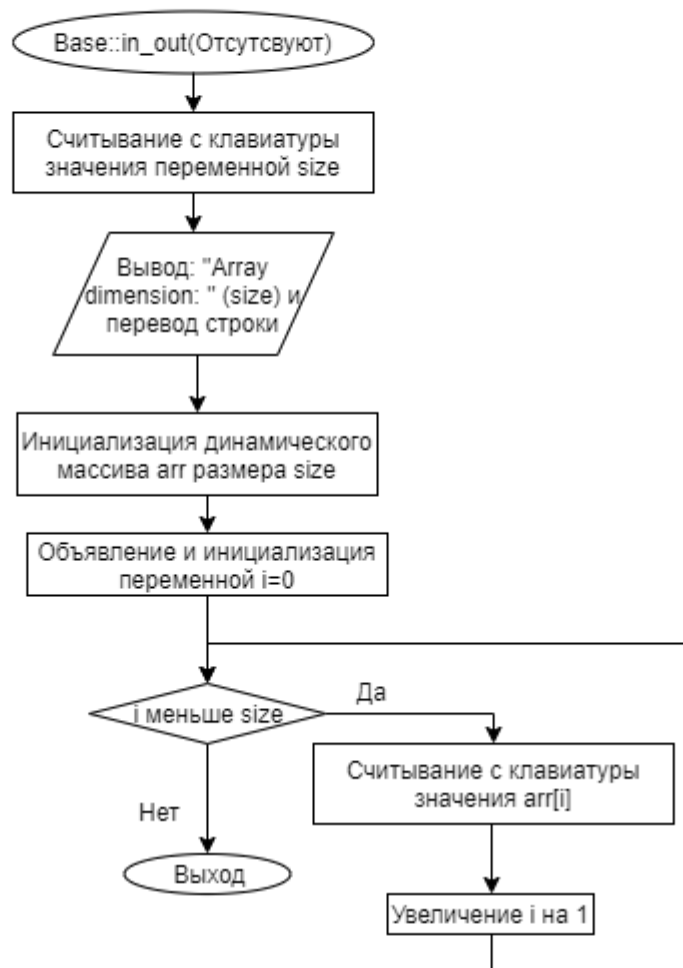 Base::in_out(Отсутсвуют)
Считывание с клавиатуры
значения переменной size
Вывод: "Array
dimension: " (size) и
перевод строки
Инициализация динамического
массива arr размера size
Объявление и инициализация
переменной i=0
i меньше size
Да
Считывание с клавиатуры
значения arr[i]
Нет
Выход
Увеличение i на 1